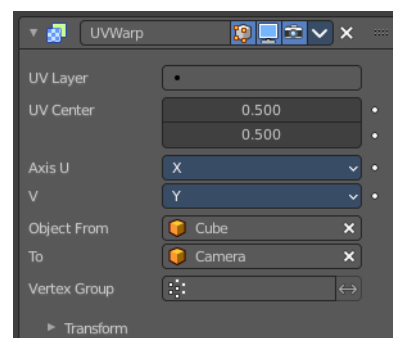 UVWarp
UV Layer
UV Center 0.500
0.500
Axis U X
V Y
Object From Cube
To Camera
Vertex Group
Transform